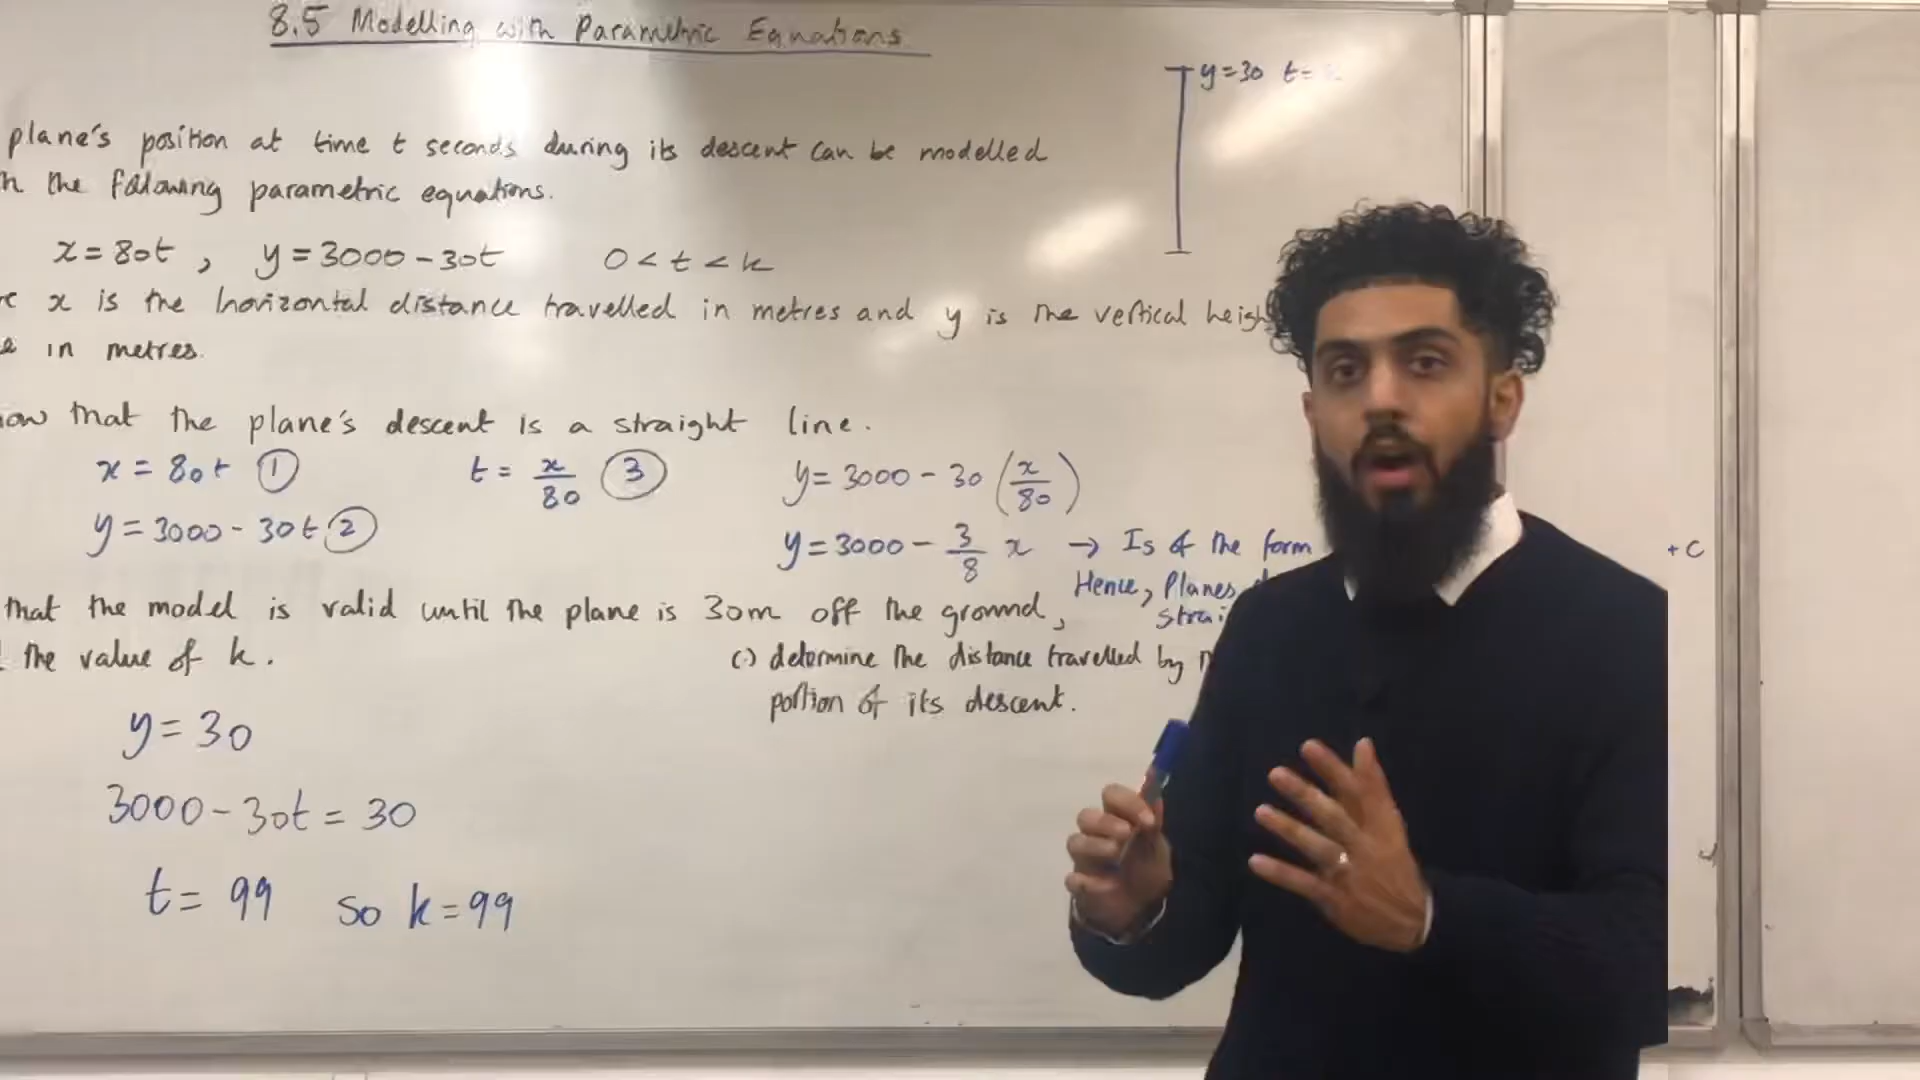 8.5 Modelling with Parametric Equations
y=30 t=
plane's position at time t seconds during its descent can be modelled
the following parametric equations.
x=80t, y=3000-30t 0<t<k
x is the horizontal distance travelled in metres and y is the vertical heigh
in metres.
that the plane's descent is a straight line.
x=80t ① t=x/80 ③ y=3000-30(x/80)
y=3000-30t ② y=3000-3/8 x → Is of the form +C
Hence, Planes
that the model is valid until the plane is 30m off the ground,
the value of k.
(c) determine the distance travelled by
portion of its descent.
y=30
3000-30t=30
t=99 so k=99